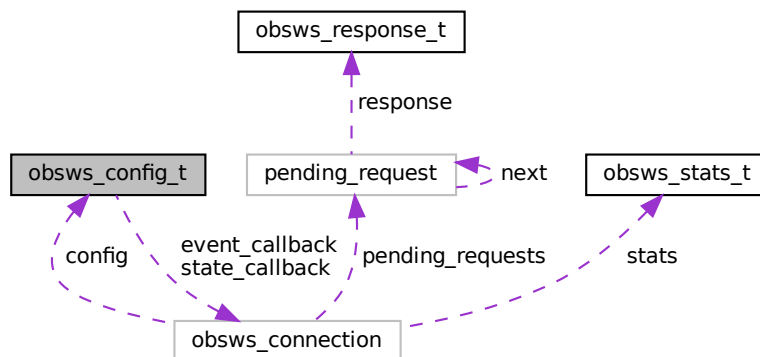 obsws_response_t
response
obsws_config_t
pending_request
next
obsws_stats_t
config
event_callback
state_callback
pending_requests
stats
obsws_connection